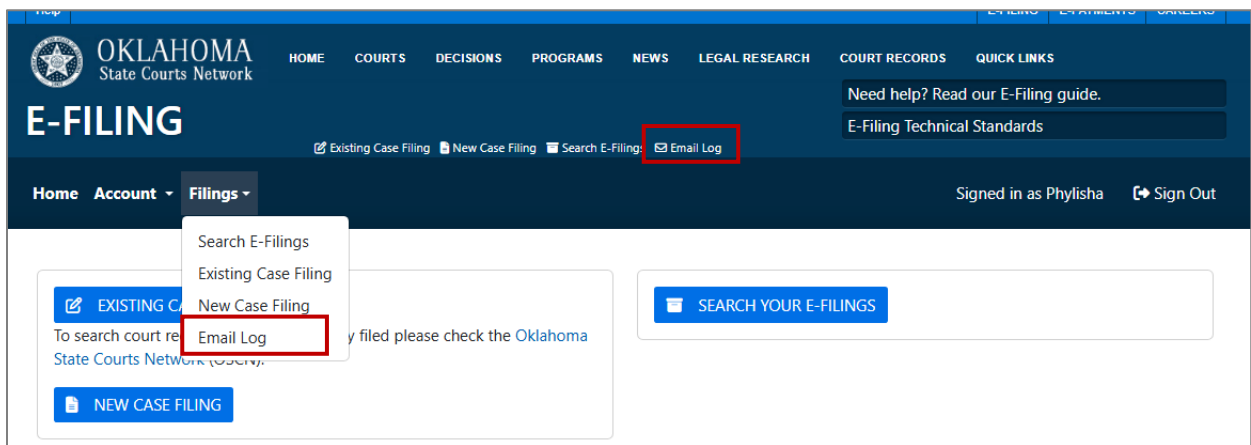 Help E-FILING E-PAYMENTS CAREERS
OKLAHOMA
State Courts Network
HOME COURTS DECISIONS PROGRAMS NEWS LEGAL RESEARCH COURT RECORDS QUICK LINKS
Need help? Read our E-Filing guide.
E-FILING
E-Filing Technical Standards
Existing Case Filing New Case Filing Search E-Filings Email Log
Home Account Filings Signed in as Phylisha Sign Out
Search E-Filings
Existing Case Filing
New Case Filing
Email Log
EXISTING SEARCH YOUR E-FILINGS
To search court filed please check the Oklahoma
State Courts Network (OSCN).
NEW CASE FILING